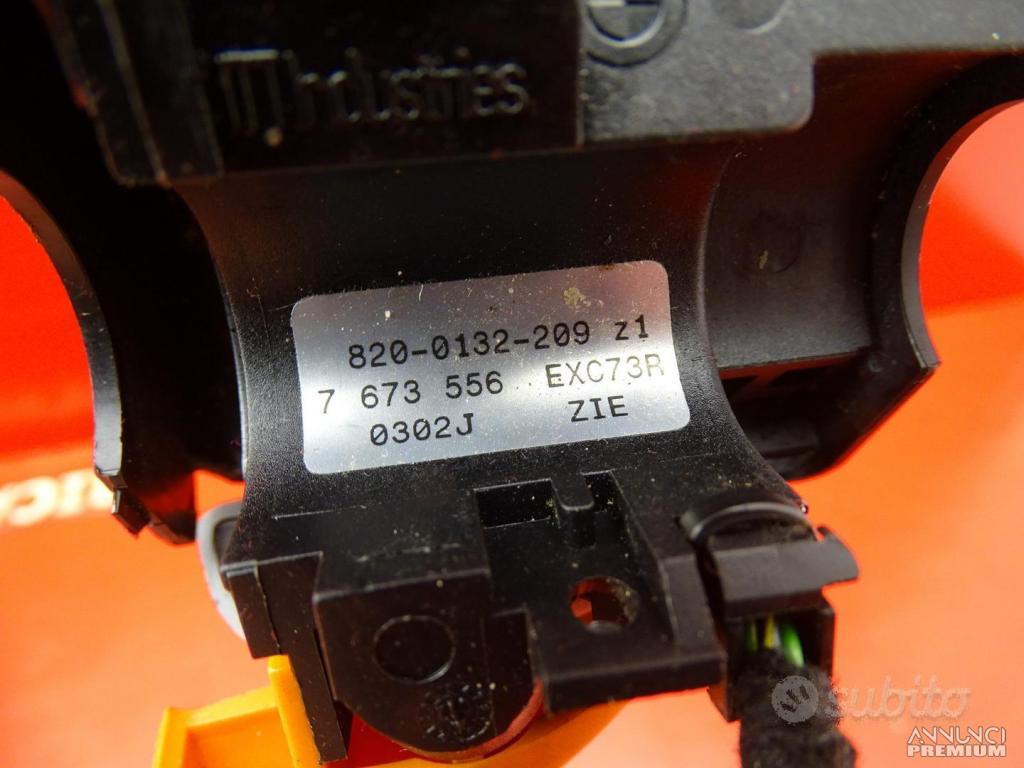 Industries
820-0132-209 z1
7 673 556 EXC73R
0302J ZIE
subito
ANNUNCI
PREMIUM